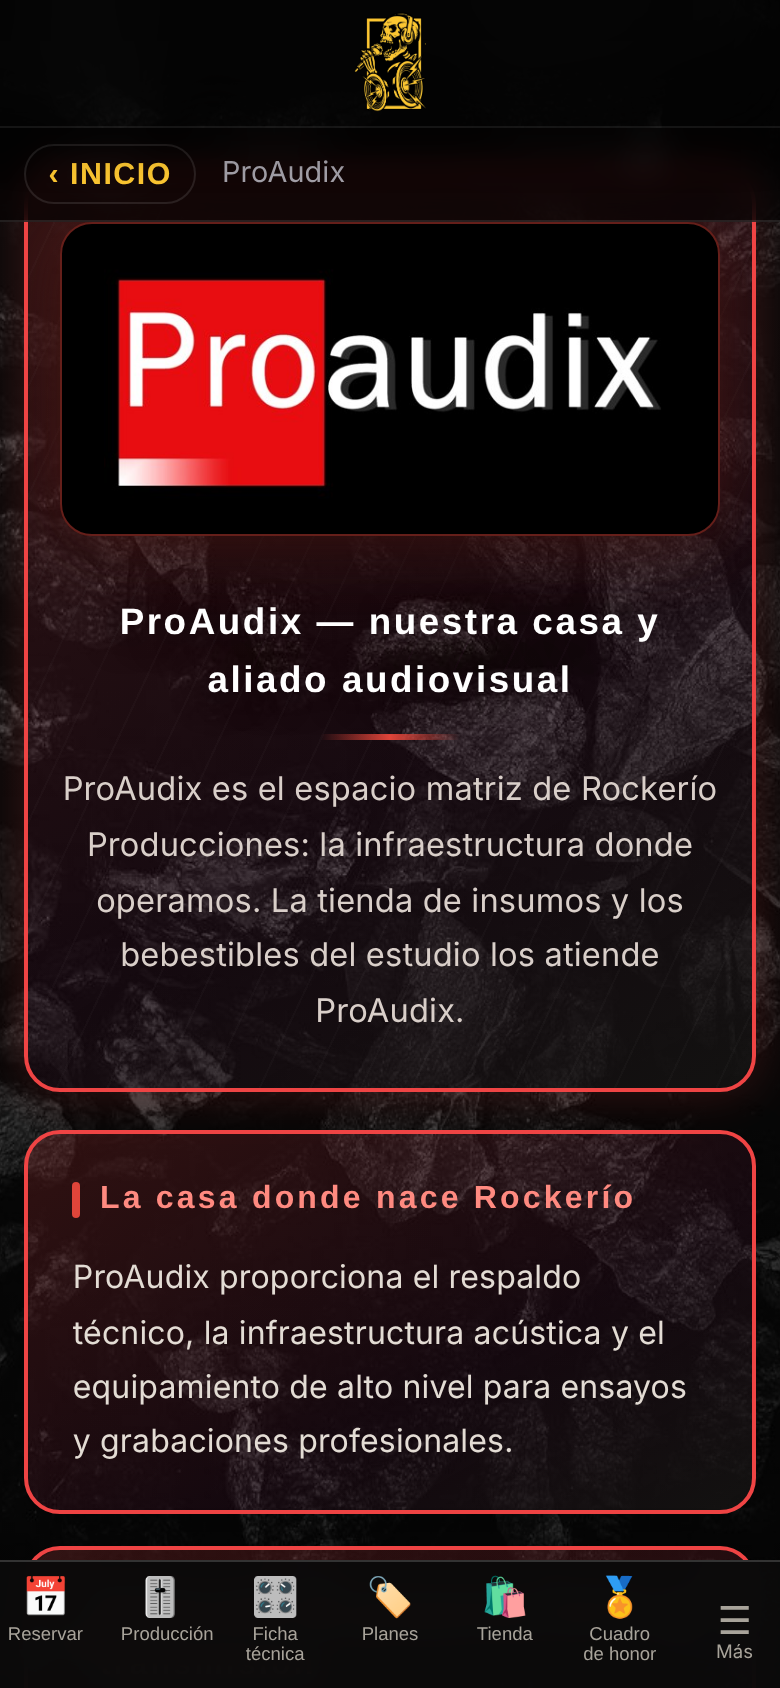 ‹ INICIO
ProAudix
Proaudix
ProAudix — nuestra casa y
aliado audiovisual
ProAudix es el espacio matriz de Rockerío
Producciones: la infraestructura donde
operamos. La tienda de insumos y los
bebestibles del estudio los atiende
ProAudix.
La casa donde nace Rockerío
ProAudix proporciona el respaldo
técnico, la infraestructura acústica y el
equipamiento de alto nivel para ensayos
y grabaciones profesionales.
July
17
Reservar
Producción
Ficha
técnica
Planes
Tienda
Cuadro
de honor
Más